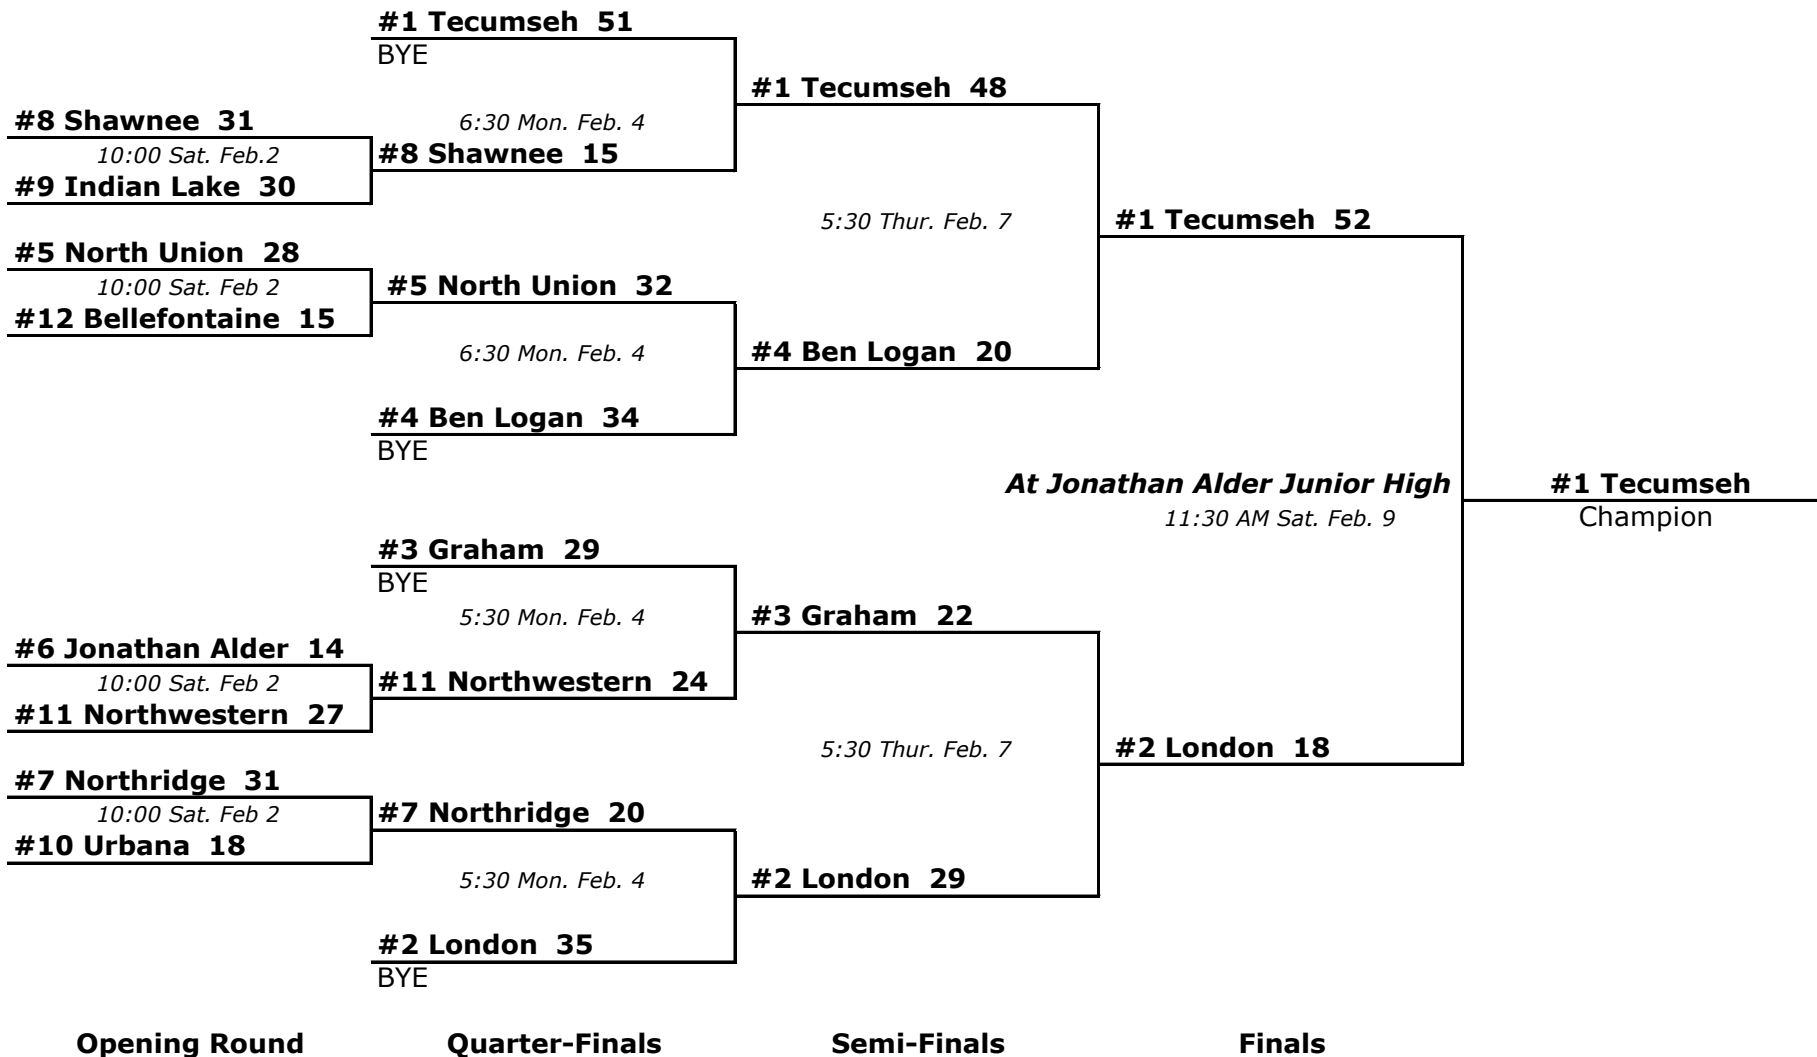 #1 Tecumseh 51
BYE
#1 Tecumseh 48
#8 Shawnee 31
6:30 Mon. Feb. 4
10:00 Sat. Feb.2
#8 Shawnee 15
#9 Indian Lake 30
5:30 Thur. Feb. 7
#1 Tecumseh 52
#5 North Union 28
10:00 Sat. Feb 2
#5 North Union 32
#12 Bellefontaine 15
6:30 Mon. Feb. 4
#4 Ben Logan 20
#4 Ben Logan 34
BYE
At Jonathan Alder Junior High
#1 Tecumseh
11:30 AM Sat. Feb. 9
Champion
#3 Graham 29
BYE
5:30 Mon. Feb. 4
#3 Graham 22
#6 Jonathan Alder 14
10:00 Sat. Feb 2
#11 Northwestern 24
#11 Northwestern 27
5:30 Thur. Feb. 7
#2 London 18
#7 Northridge 31
10:00 Sat. Feb 2
#7 Northridge 20
#10 Urbana 18
5:30 Mon. Feb. 4
#2 London 29
#2 London 35
BYE
Opening Round
Quarter-Finals
Semi-Finals
Finals